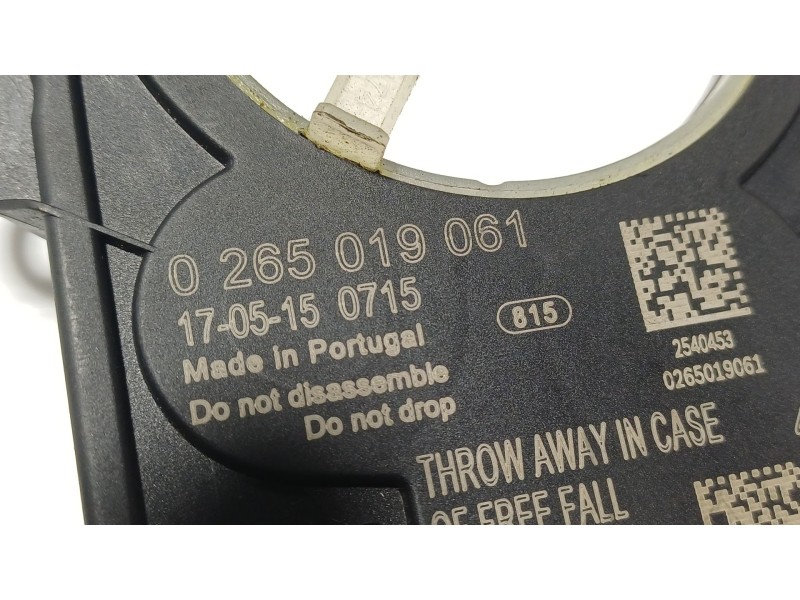 0 265 019 061
17-05-15 0715
Made in Portugal
Do not disassemble
Do not drop
815
2540453
0265019061
THROW AWAY IN CASE
OF FREE FALL